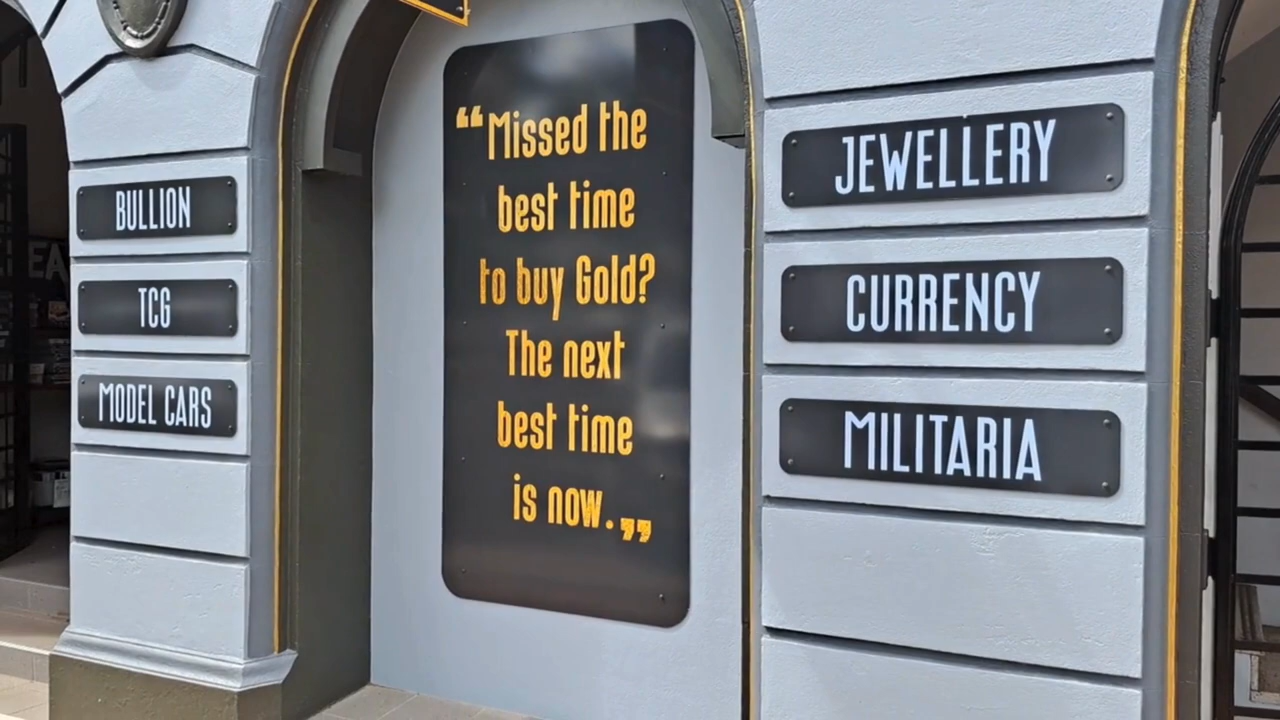 BULLION
TCG
MODEL CARS
“Missed the
best time
to buy Gold?
The next
best time
is now.”
JEWELLERY
CURRENCY
MILITARIA